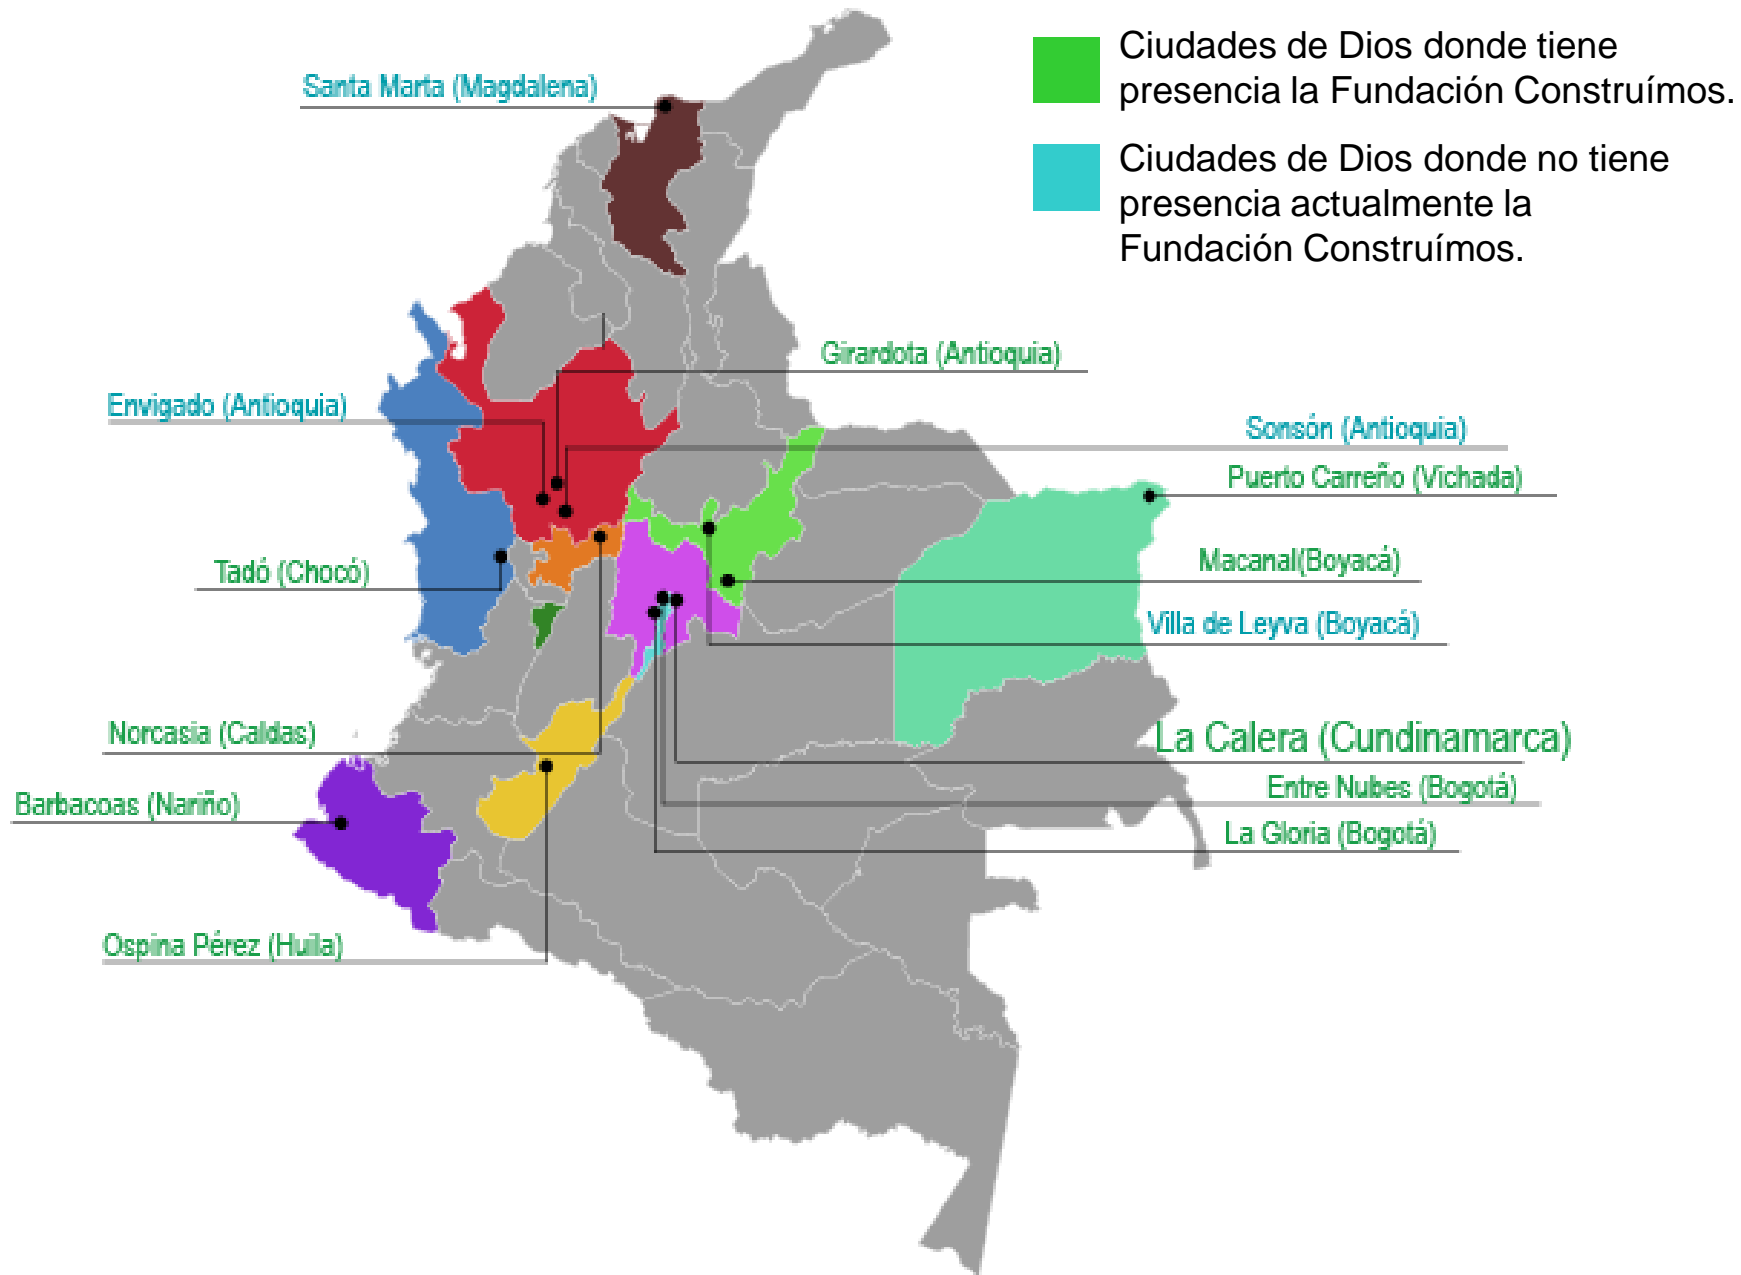 Ciudades de Dios donde tiene
presencia la Fundación Construímos.
Ciudades de Dios donde no tiene
presencia actualmente la
Fundación Construímos.
Santa Marta (Magdalena)
Girardota (Antioquia)
Envigado (Antioquia)
Sonsón (Antioquia)
Puerto Carreño (Vichada)
Tadó (Chocó)
Macanal(Boyacá)
Villa de Leyva (Boyacá)
Norcasia (Caldas)
La Calera (Cundinamarca)
Entre Nubes (Bogotá)
Barbacoas (Nariño)
La Gloria (Bogotá)
Ospina Pérez (Huila)